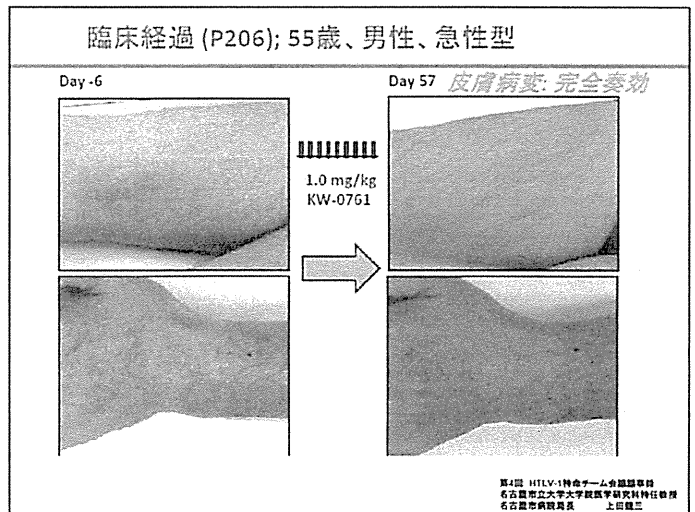 臨床経過 (P206); 55歳、男性、急性型
Day -6
Day 57 皮膚病変: 完全奏効
1.0 mg/kg
KW-0761
第4回 HTLV-1特命チーム会議議事録
名古屋市立大学大学院医学研究科特任教授
名古屋市病院局長 上田龍三